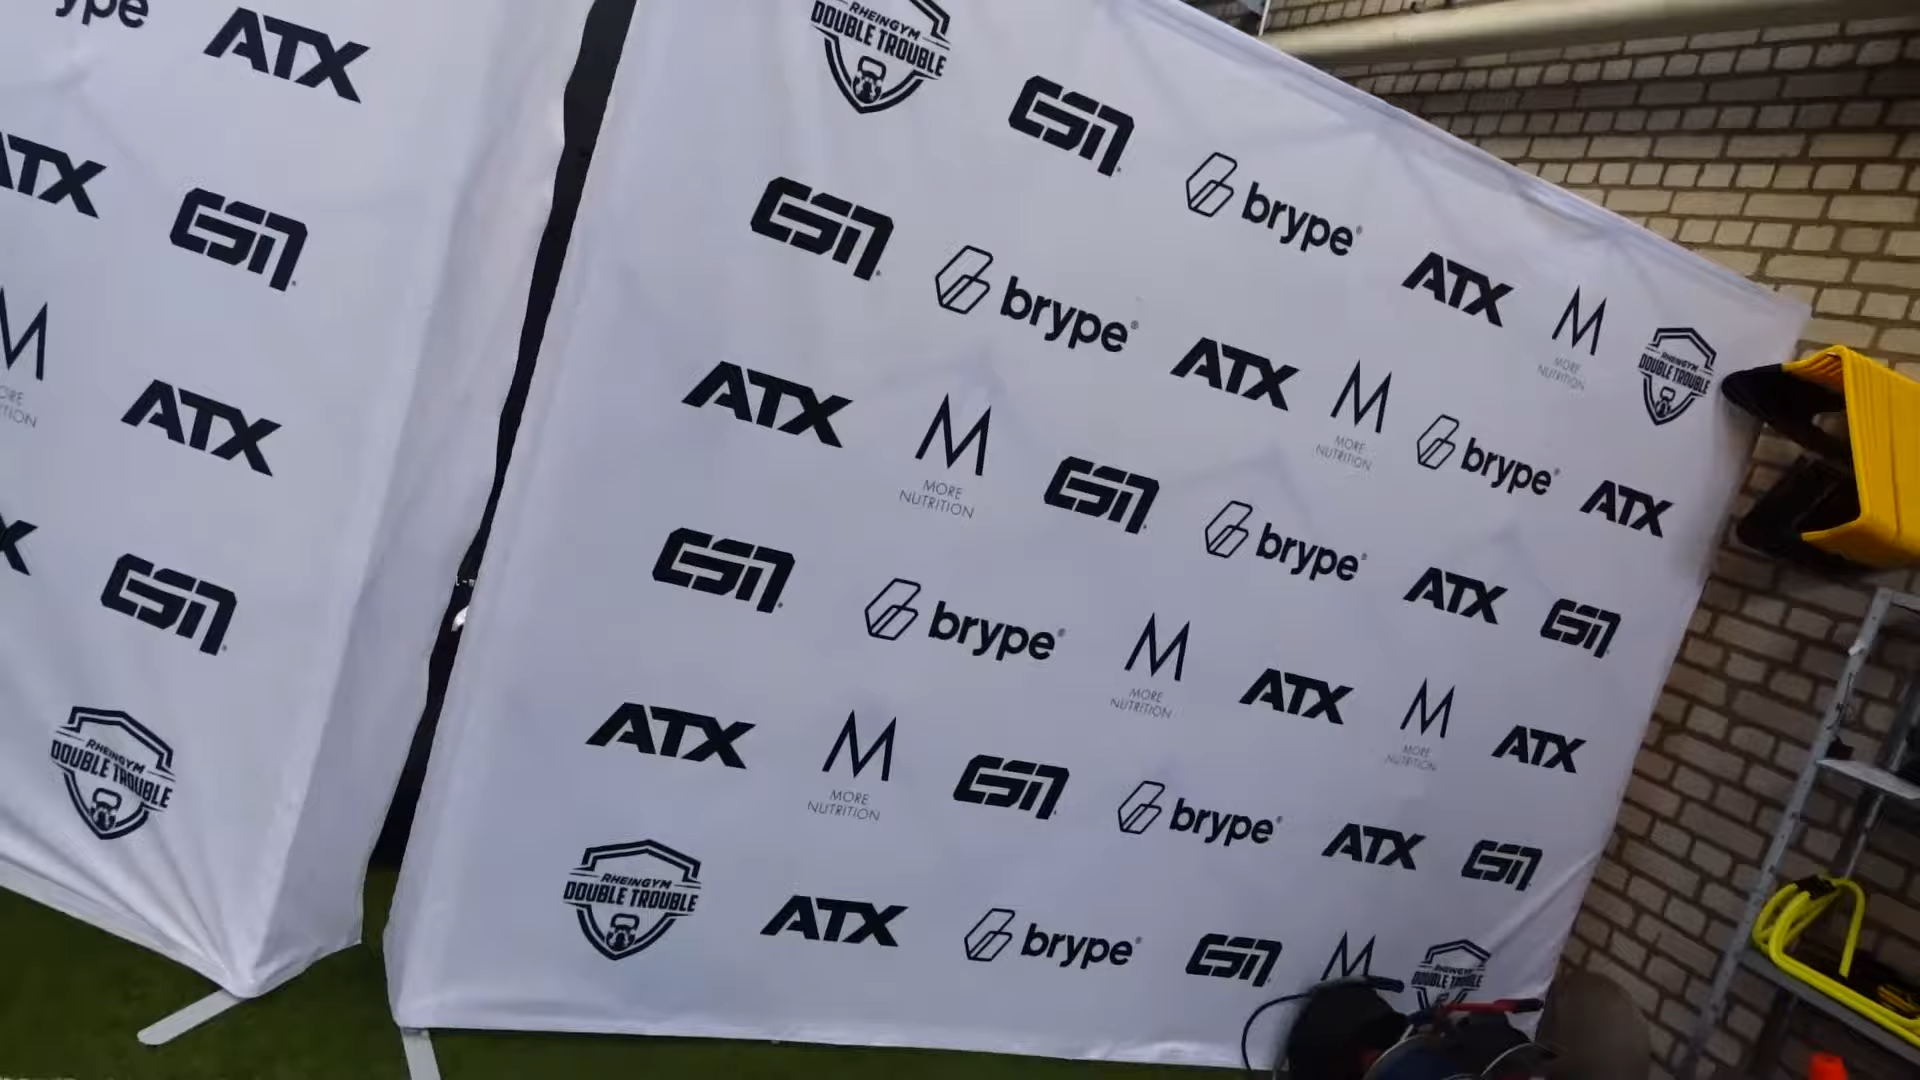 ype
ATX
ATX
ESN
M
ATX
X
ESN
RHEINGYM
DOUBLE TROUBLE
RHEINGYM
DOUBLE TROUBLE
ESN
brype®
ATX
M
MORE
NUTRITION
RHEINGYM
DOUBLE TROUBLE
ESN
brype®
ATX
M
MORE
NUTRITION
brype®
ATX
ATX
M
MORE
NUTRITION
ESN
brype®
ATX
ESN
ESN
brype®
M
MORE
NUTRITION
ATX
M
MORE
NUTRITION
ATX
ATX
M
MORE
NUTRITION
ESN
brype®
ATX
ESN
RHEINGYM
DOUBLE TROUBLE
ATX
brype®
ESN
M
RHEINGYM
DOUBLE TROUBLE